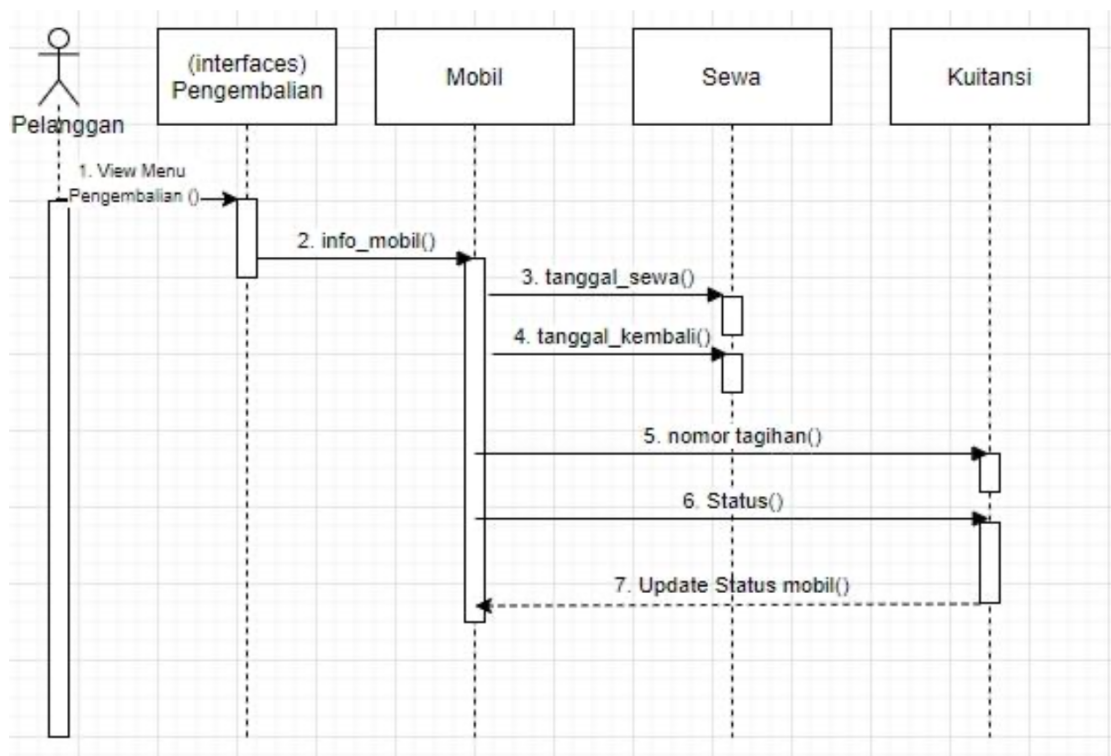 (interfaces)
Pengembalian
Mobil
Sewa
Kuitansi
Pelanggan
1. View Menu
Pengembalian ()
2. info_mobil()
3. tanggal_sewa()
4. tanggal_kembali()
5. nomor tagihan()
6. Status()
7. Update Status mobil()